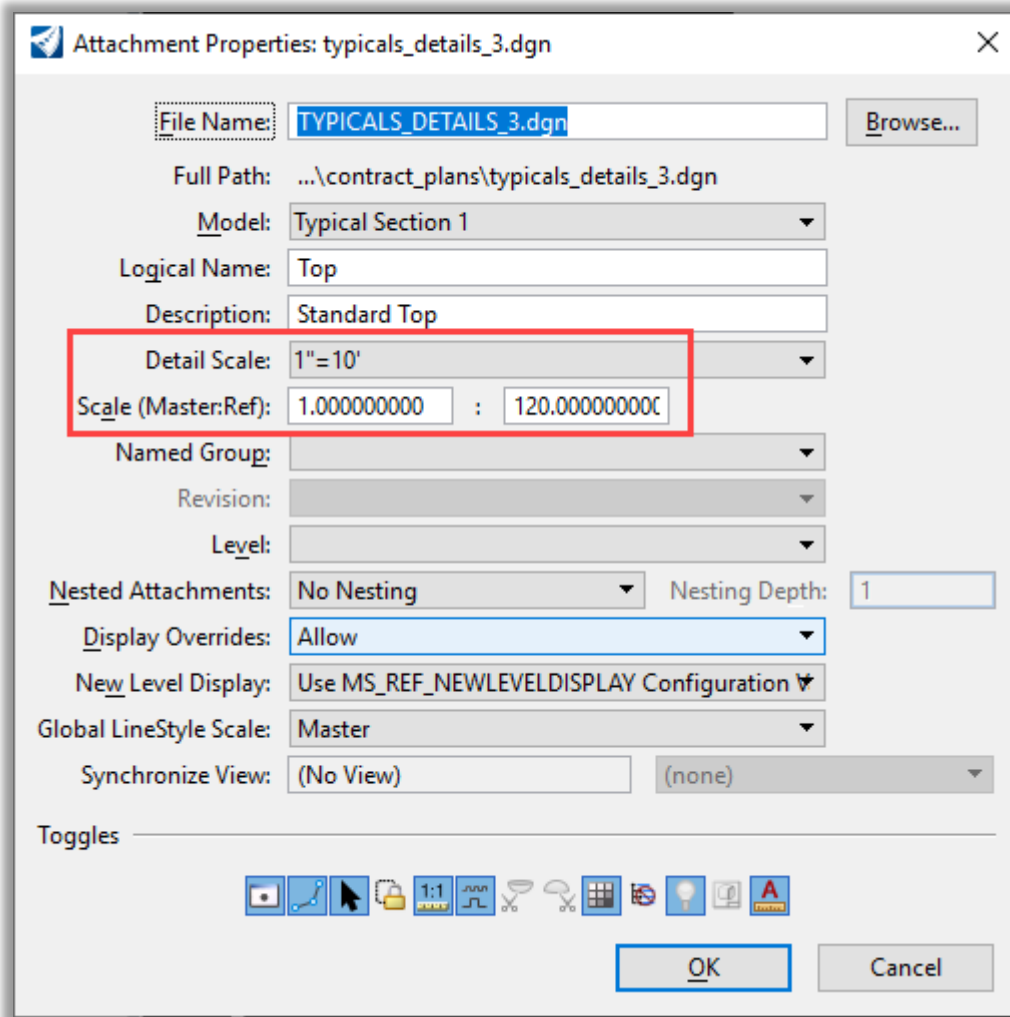 Attachment Properties: typicals_details_3.dgn
File Name: TYPICALS_DETAILS_3.dgn Browse...
Full Path: ...\contract_plans\typicals_details_3.dgn
Model: Typical Section 1
Logical Name: Top
Description: Standard Top
Detail Scale: 1"=10'
Scale (Master:Ref): 1.000000000 : 120.000000000
Named Group:
Revision:
Level:
Nested Attachments: No Nesting Nesting Depth: 1
Display Overrides: Allow
New Level Display: Use MS_REF_NEWLEVELDISPLAY Configuration
Global LineStyle Scale: Master
Synchronize View: (No View) (none)
Toggles
1:1 A
OK Cancel